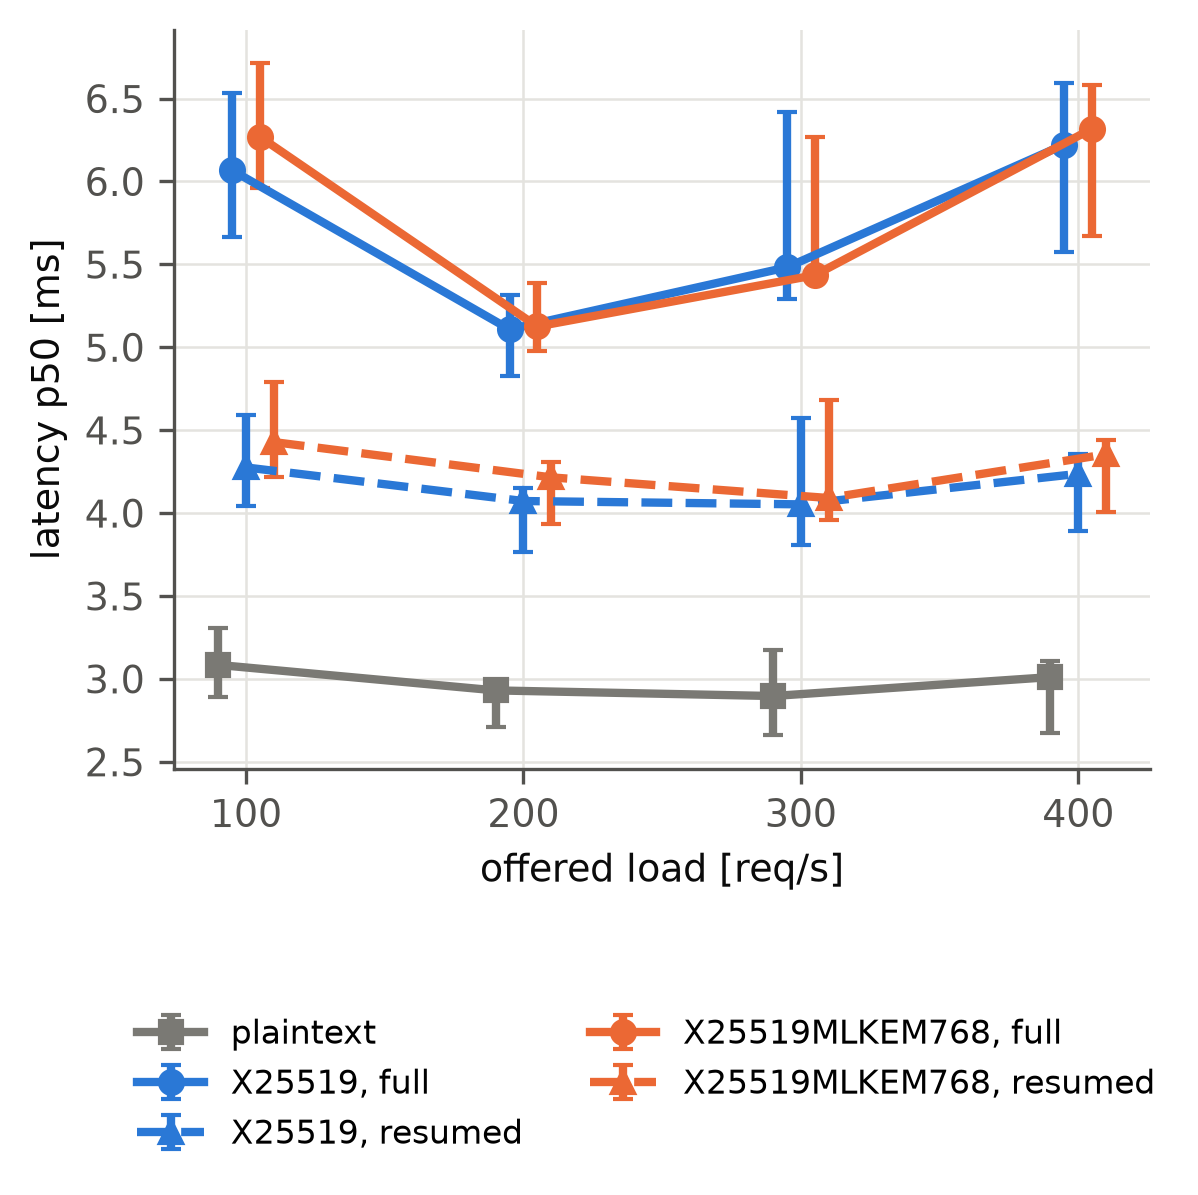 latency p50 [ms]
6.5
6.0
5.5
5.0
4.5
4.0
3.5
3.0
2.5
100 200 300 400
offered load [req/s]
plaintext
X25519, full
X25519, resumed
X25519MLKEM768, full
X25519MLKEM768, resumed